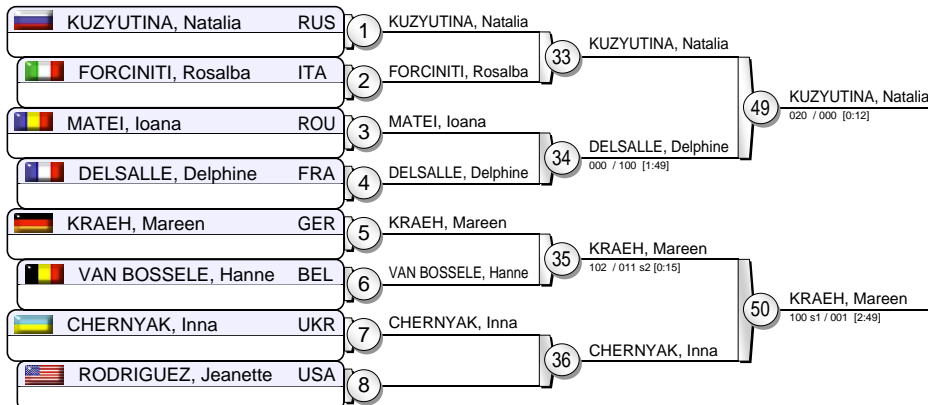 KUZYUTINA, Natalia RUS
1
KUZYUTINA, Natalia
FORCINITI, Rosalba ITA
2
FORCINITI, Rosalba
33
KUZYUTINA, Natalia
MATEI, Ioana ROU
3
MATEI, Ioana
DELSALLE, Delphine FRA
4
DELSALLE, Delphine
34
DELSALLE, Delphine
000 / 100 [1:49]
49
KUZYUTINA, Natalia
020 / 000 [0:12]
KRAEH, Mareen GER
5
KRAEH, Mareen
VAN BOSSELE, Hanne BEL
6
VAN BOSSELE, Hanne
35
KRAEH, Mareen
102 / 011 s2 [0:15]
CHERNYAK, Inna UKR
7
CHERNYAK, Inna
RODRIGUEZ, Jeanette USA
8
36
CHERNYAK, Inna
50
KRAEH, Mareen
100 s1 / 001 [2:49]